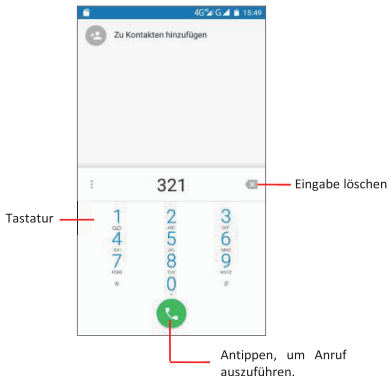 4G G 15:49
Zu Kontakten hinzufügen
321
Eingabe löschen
Tastatur
1 2 3
ABC DEF
4 5 6
GHI JKL MNO
7 8 9
PQRS TUV WXYZ
* 0 #
+
Antippen, um Anruf
auszuführen.